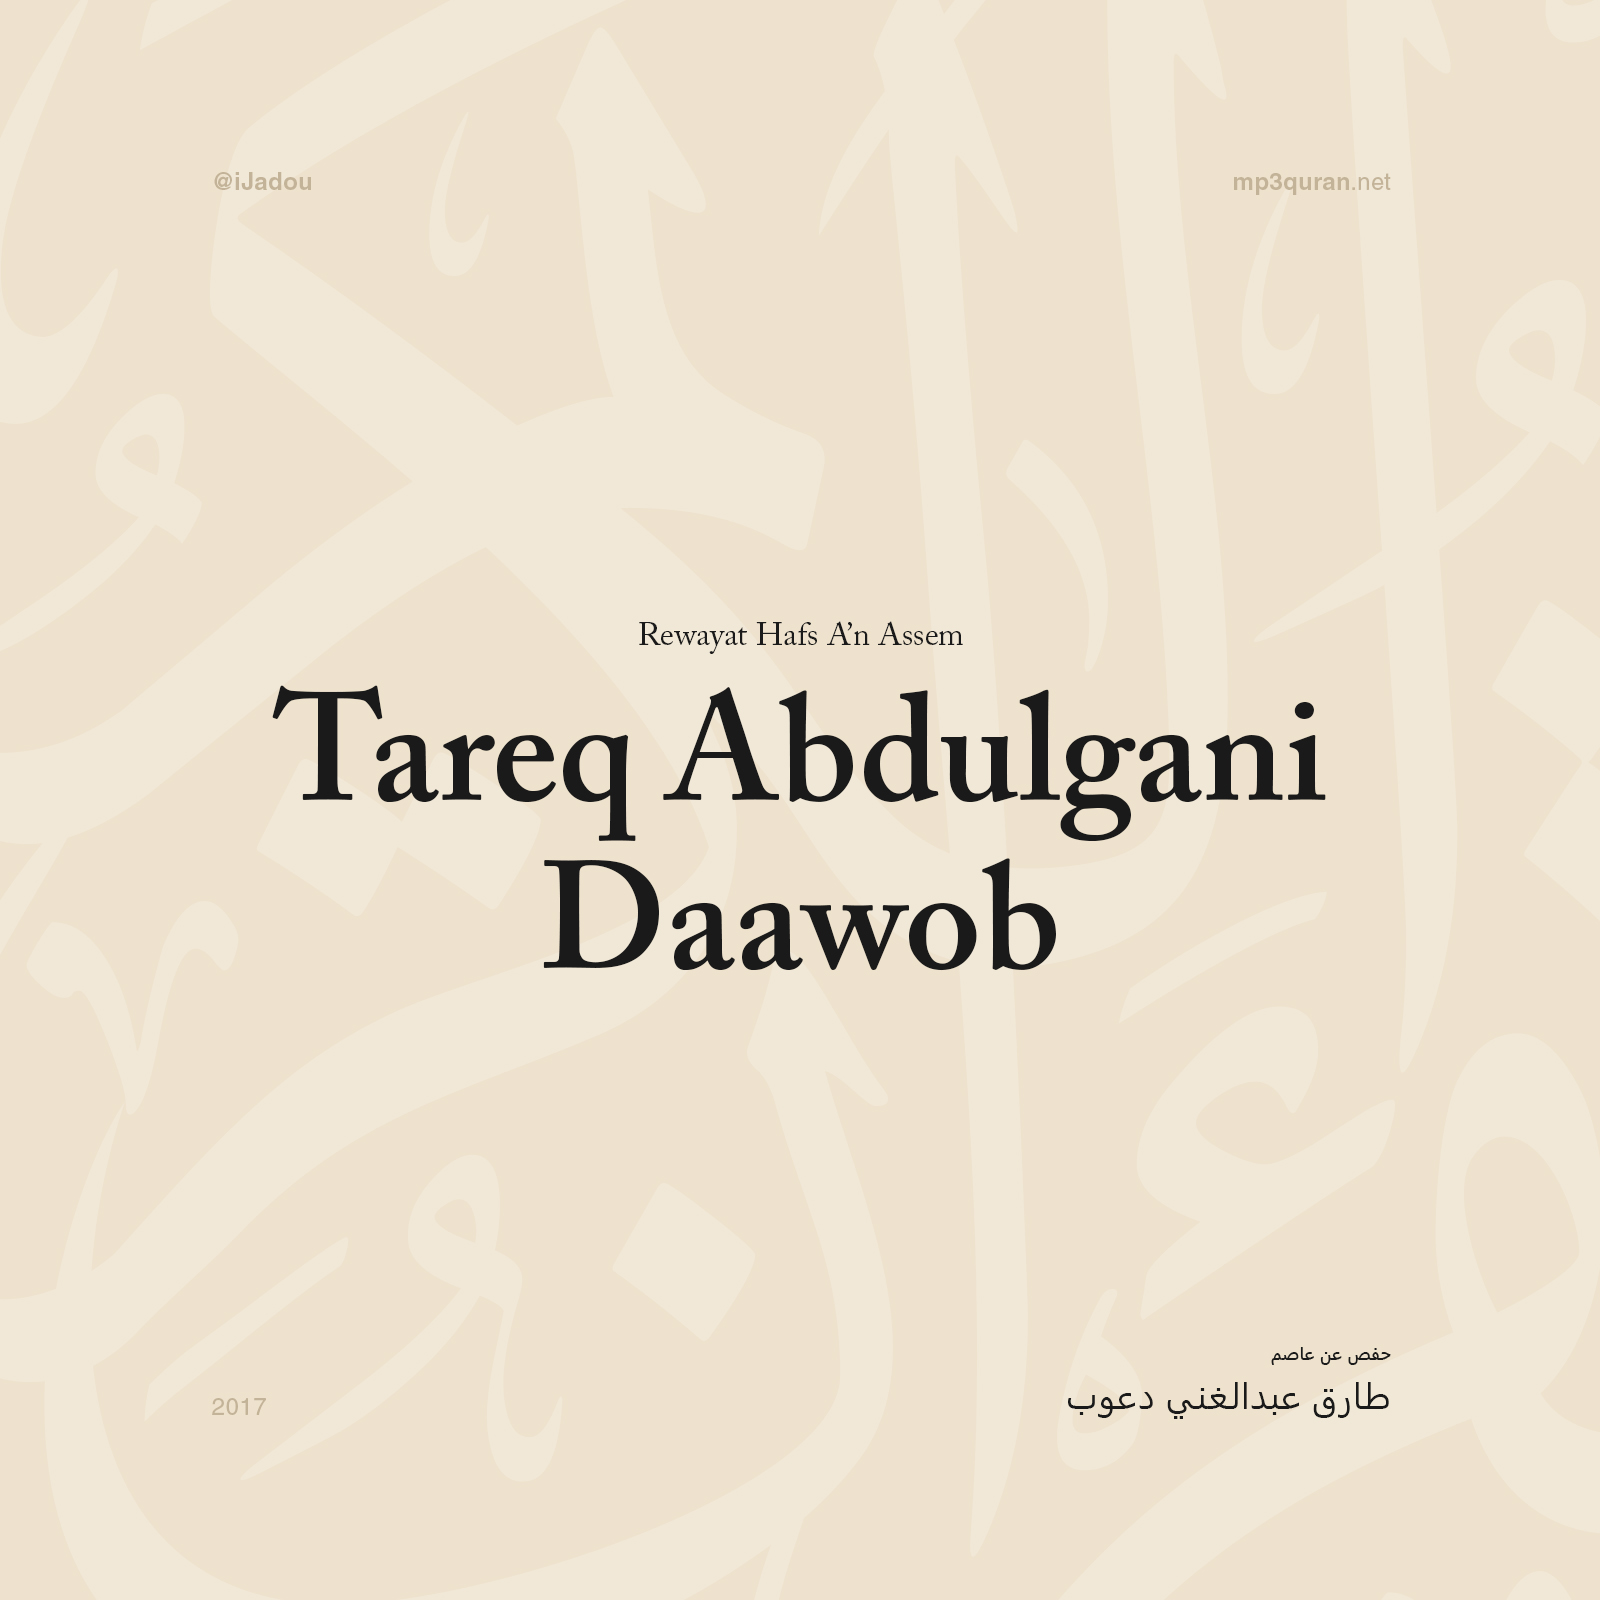 @iJadou
mp3quran.net
Rewayat Hafs A’n Assem
Tareq Abdulgani
Daawob
حفص عن عاصم
طارق عبدالغني دعوب
2017